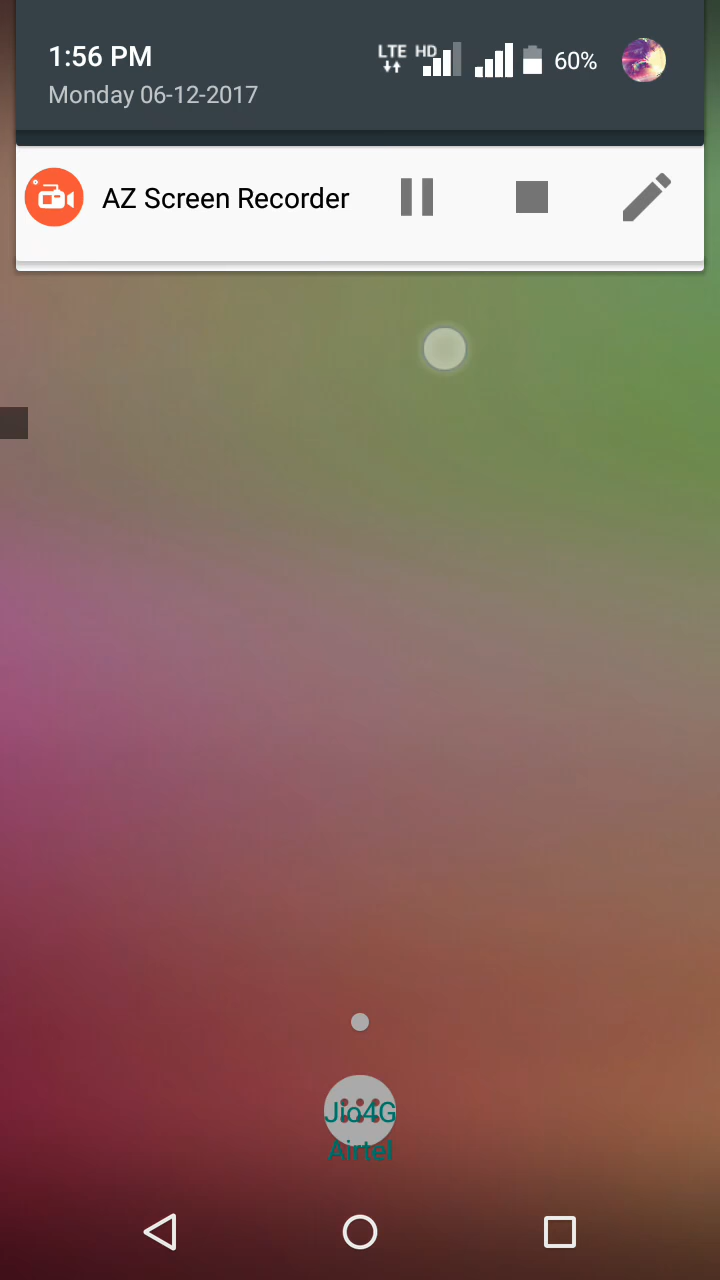 1:56 PM
LTE HD
60%
Monday 06-12-2017
AZ Screen Recorder
Jio4G
Airtel